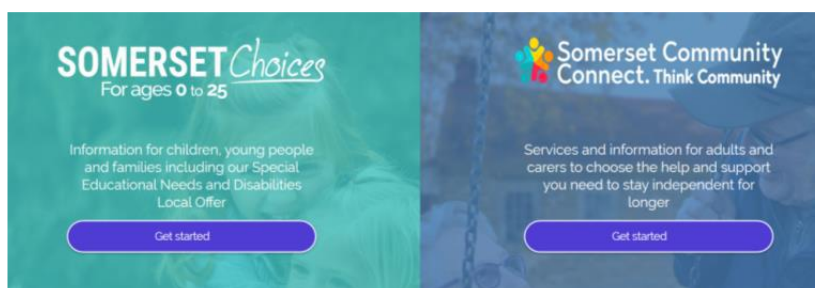 SOMERSET Choices
For ages 0 to 25
Information for children, young people
and families including our Special
Educational Needs and Disabilities
Local Offer
Get started
Somerset Community
Connect. Think Community
Services and information for adults and
carers to choose the help and support
you need to stay independent for
longer
Get started